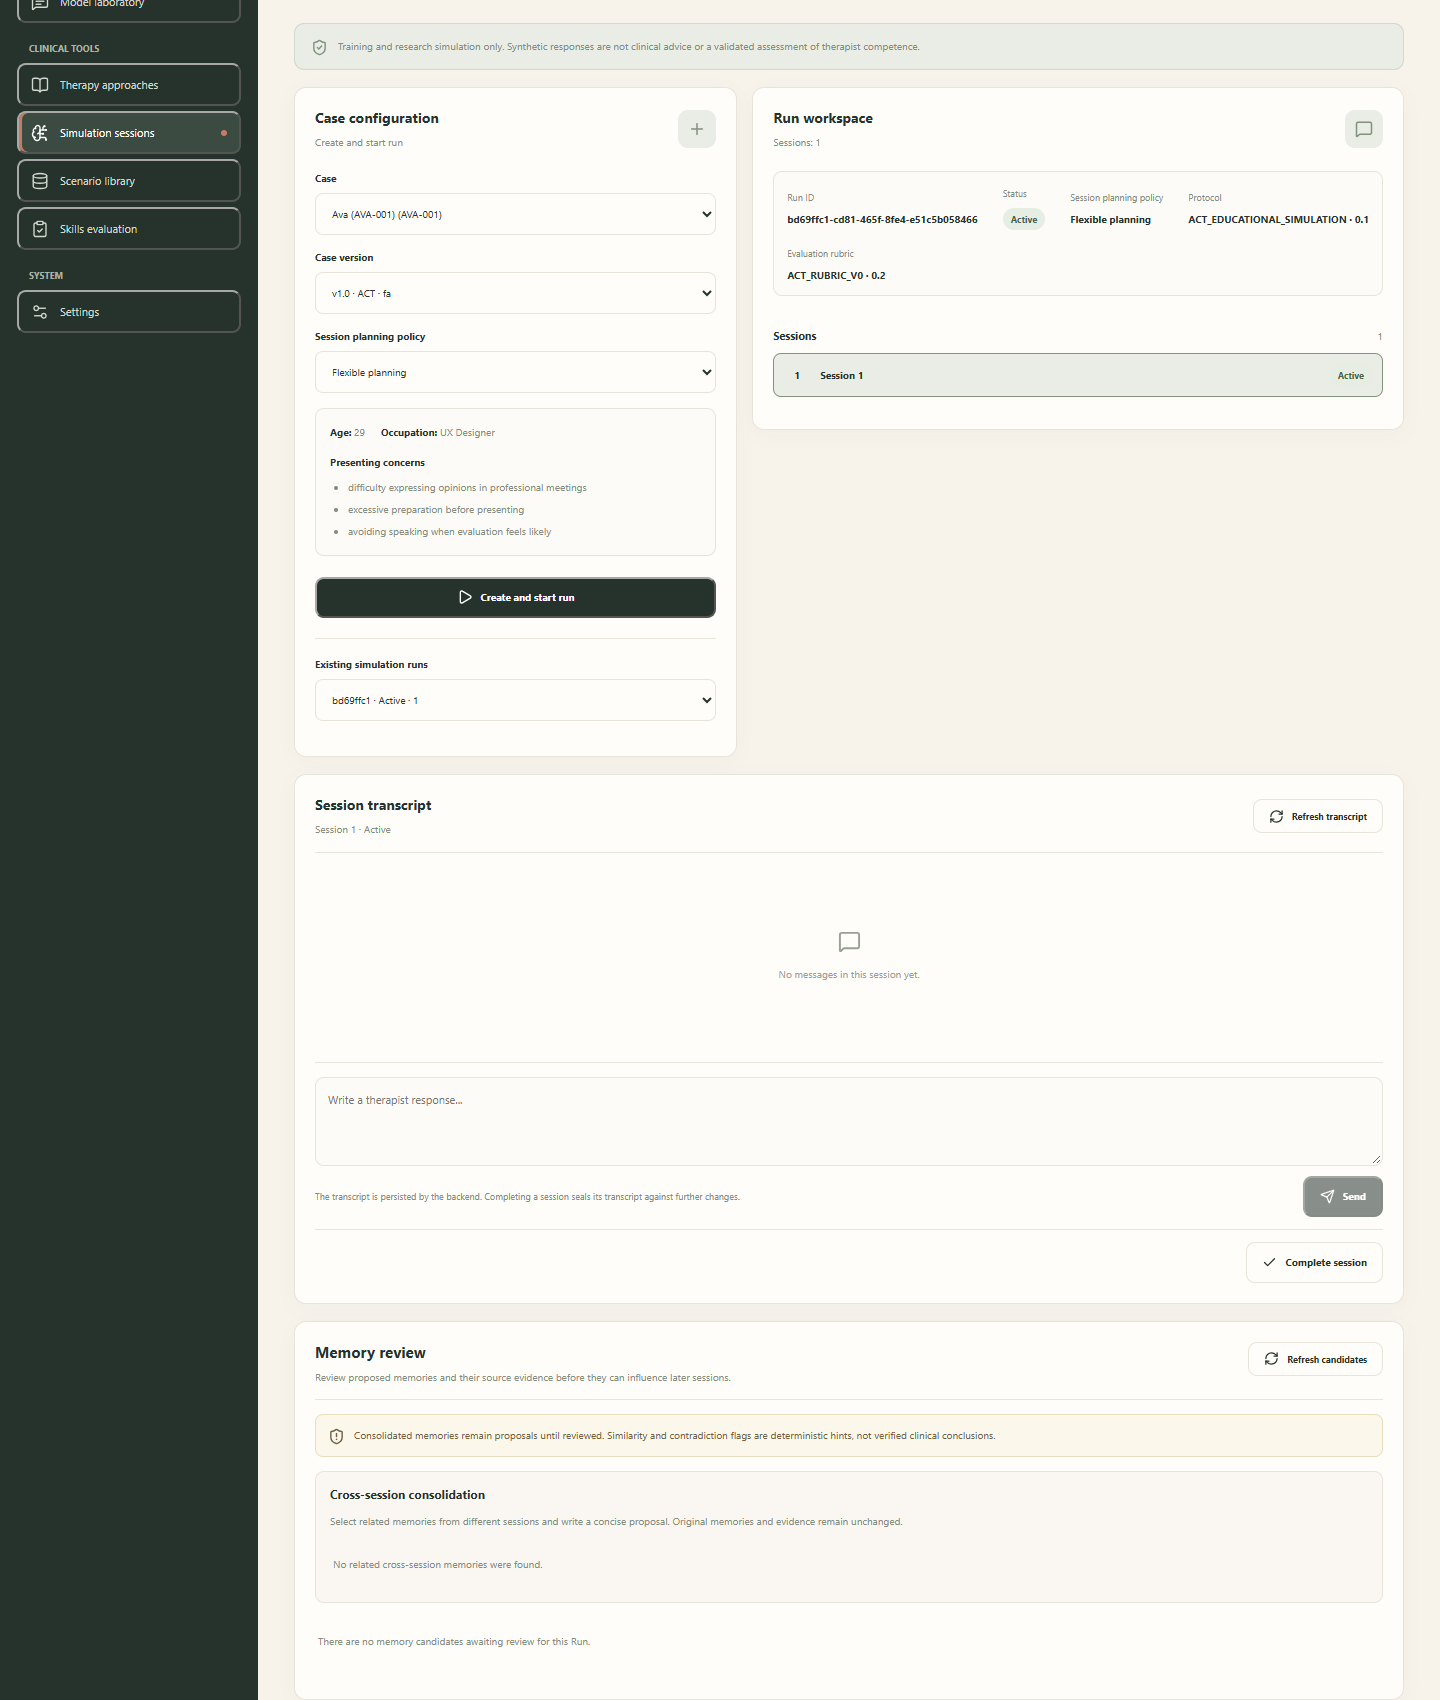 Model laboratory
CLINICAL TOOLS
Therapy approaches
Simulation sessions
Scenario library
Skills evaluation
SYSTEM
Settings
Training and research simulation only. Synthetic responses are not clinical advice or a validated assessment of therapist competence.
Case configuration
Create and start run
Case
Ava (AVA-001) (AVA-001)
Case version
v1.0 · ACT · fa
Session planning policy
Flexible planning
Age: 29 Occupation: UX Designer
Presenting concerns
difficulty expressing opinions in professional meetings
excessive preparation before presenting
avoiding speaking when evaluation feels likely
Create and start run
Existing simulation runs
bd69ffc1 · Active · 1
Run workspace
Sessions: 1
Run ID
bd69ffc1-cd81-465f-8fe4-e51c5b058466
Status
Active
Session planning policy
Flexible planning
Protocol
ACT_EDUCATIONAL_SIMULATION · 0.1
Evaluation rubric
ACT_RUBRIC_V0 · 0.2
Sessions 1
1 Session 1 Active
Session transcript
Session 1 · Active
Refresh transcript
No messages in this session yet.
Write a therapist response...
The transcript is persisted by the backend. Completing a session seals its transcript against further changes.
Send
Complete session
Memory review
Review proposed memories and their source evidence before they can influence later sessions.
Refresh candidates
Consolidated memories remain proposals until reviewed. Similarity and contradiction flags are deterministic hints, not verified clinical conclusions.
Cross-session consolidation
Select related memories from different sessions and write a concise proposal. Original memories and evidence remain unchanged.
No related cross-session memories were found.
There are no memory candidates awaiting review for this Run.